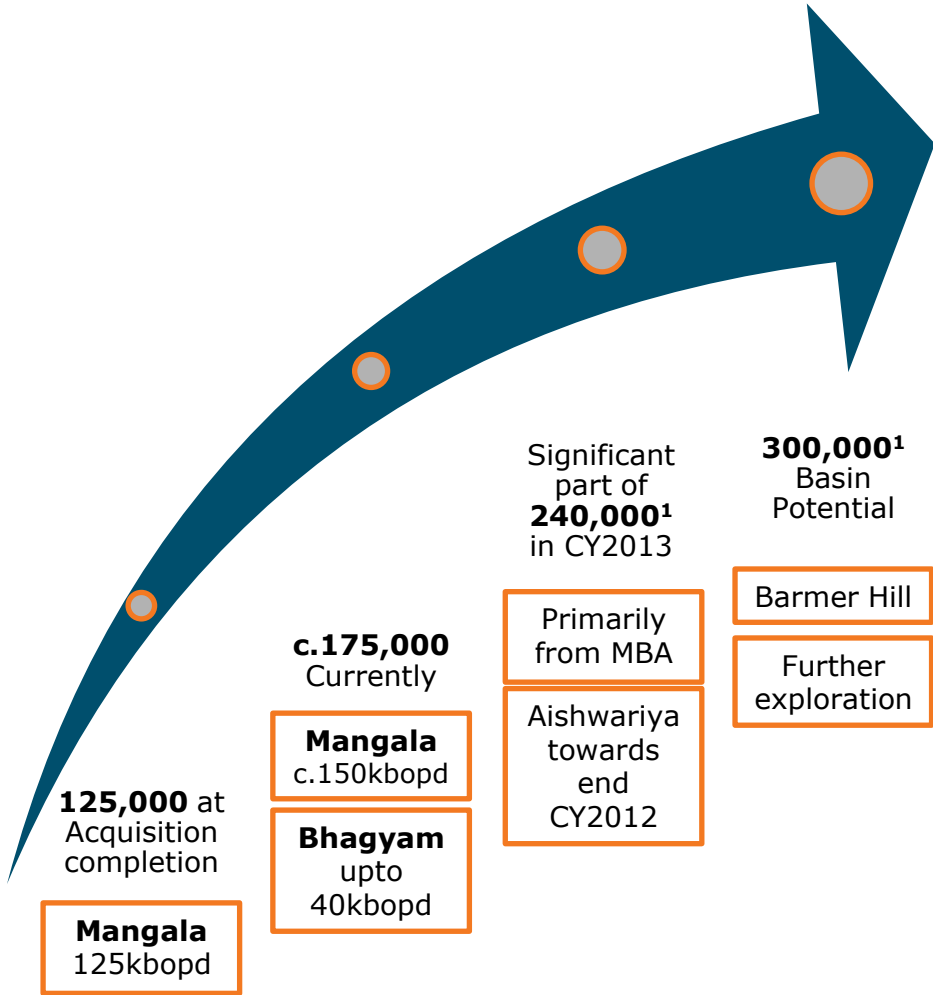 125,000 at
Acquisition
completion
Mangala
125kbopd
c.175,000
Currently
Mangala
c.150kbopd
Bhagyam
upto
40kbopd
Significant
part of
240,000¹
in CY2013
Primarily
from MBA
Aishwariya
towards
end
CY2012
300,000¹
Basin
Potential
Barmer Hill
Further
exploration